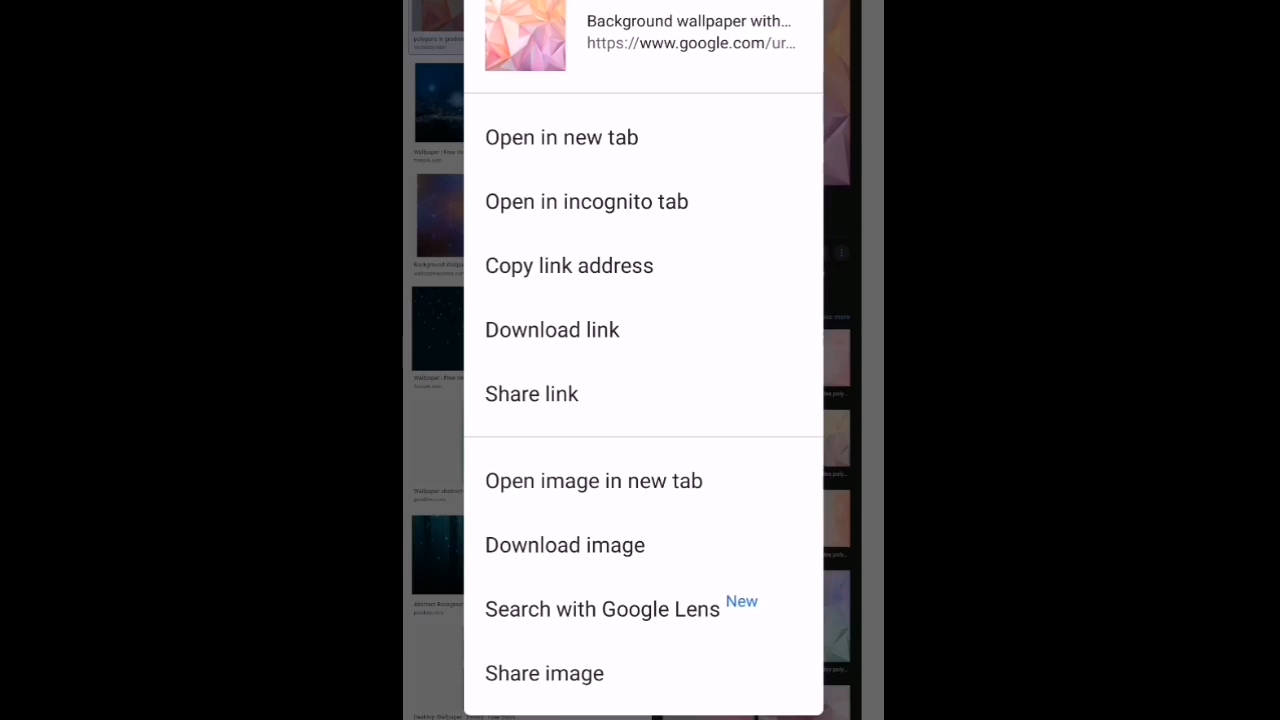 Background wallpaper with...
https://www.google.com/ur...
Open in new tab
Open in incognito tab
Copy link address
Download link
Share link
Open image in new tab
Download image
Search with Google Lens New
Share image